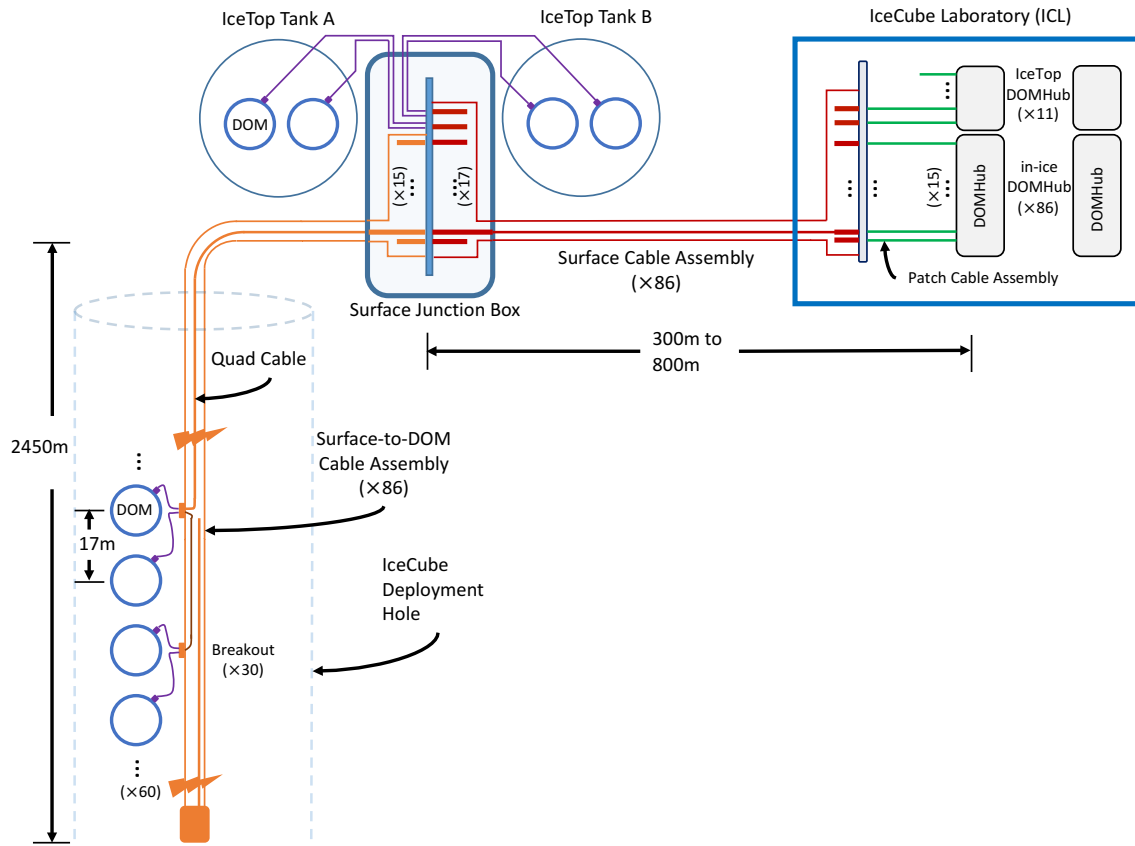 IceTop Tank A
IceTop Tank B
IceCube Laboratory (ICL)
DOM
IceTop
DOMHub
(×11)
(×15)
(×17)
(×15)
DOMHub
in-ice
DOMHub
(×86)
DOMHub
Surface Cable Assembly
(×86)
Patch Cable Assembly
Surface Junction Box
300m to
800m
Quad Cable
2450m
Surface-to-DOM
Cable Assembly
(×86)
DOM
17m
IceCube
Deployment
Hole
Breakout
(×30)
(×60)